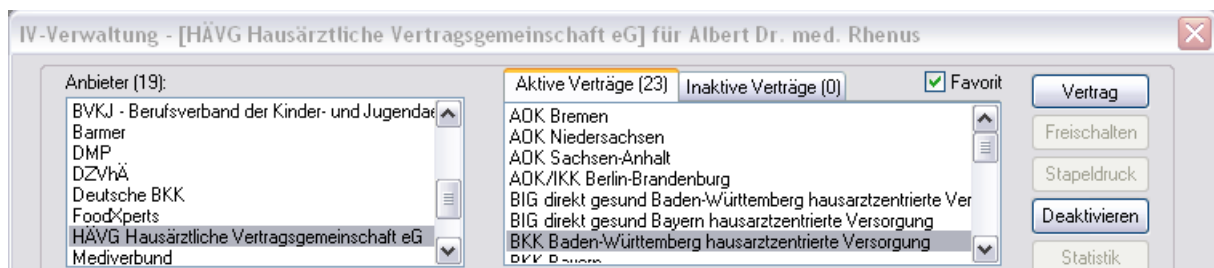 IV-Verwaltung - [HÄVG Hausärztliche Vertragsgemeinschaft eG] für Albert Dr. med. Rhenus
Anbieter (19):
BVKJ - Berufsverband der Kinder- und Jugendae
Barmer
DMP
DZVhÄ
Deutsche BKK
FoodXperts
HÄVG Hausärztliche Vertragsgemeinschaft eG
Mediverbund
Aktive Verträge (23)
Inaktive Verträge (0)
Favorit
AOK Bremen
AOK Niedersachsen
AOK Sachsen-Anhalt
AOK/IKK Berlin-Brandenburg
BIG direkt gesund Baden-Württemberg hausarztzentrierte Ver
BIG direkt gesund Bayern hausarztzentrierte Versorgung
BKK Baden-Württemberg hausarztzentrierte Versorgung
BKK Bayern
Vertrag
Freischalten
Stapeldruck
Deaktivieren
Statistik